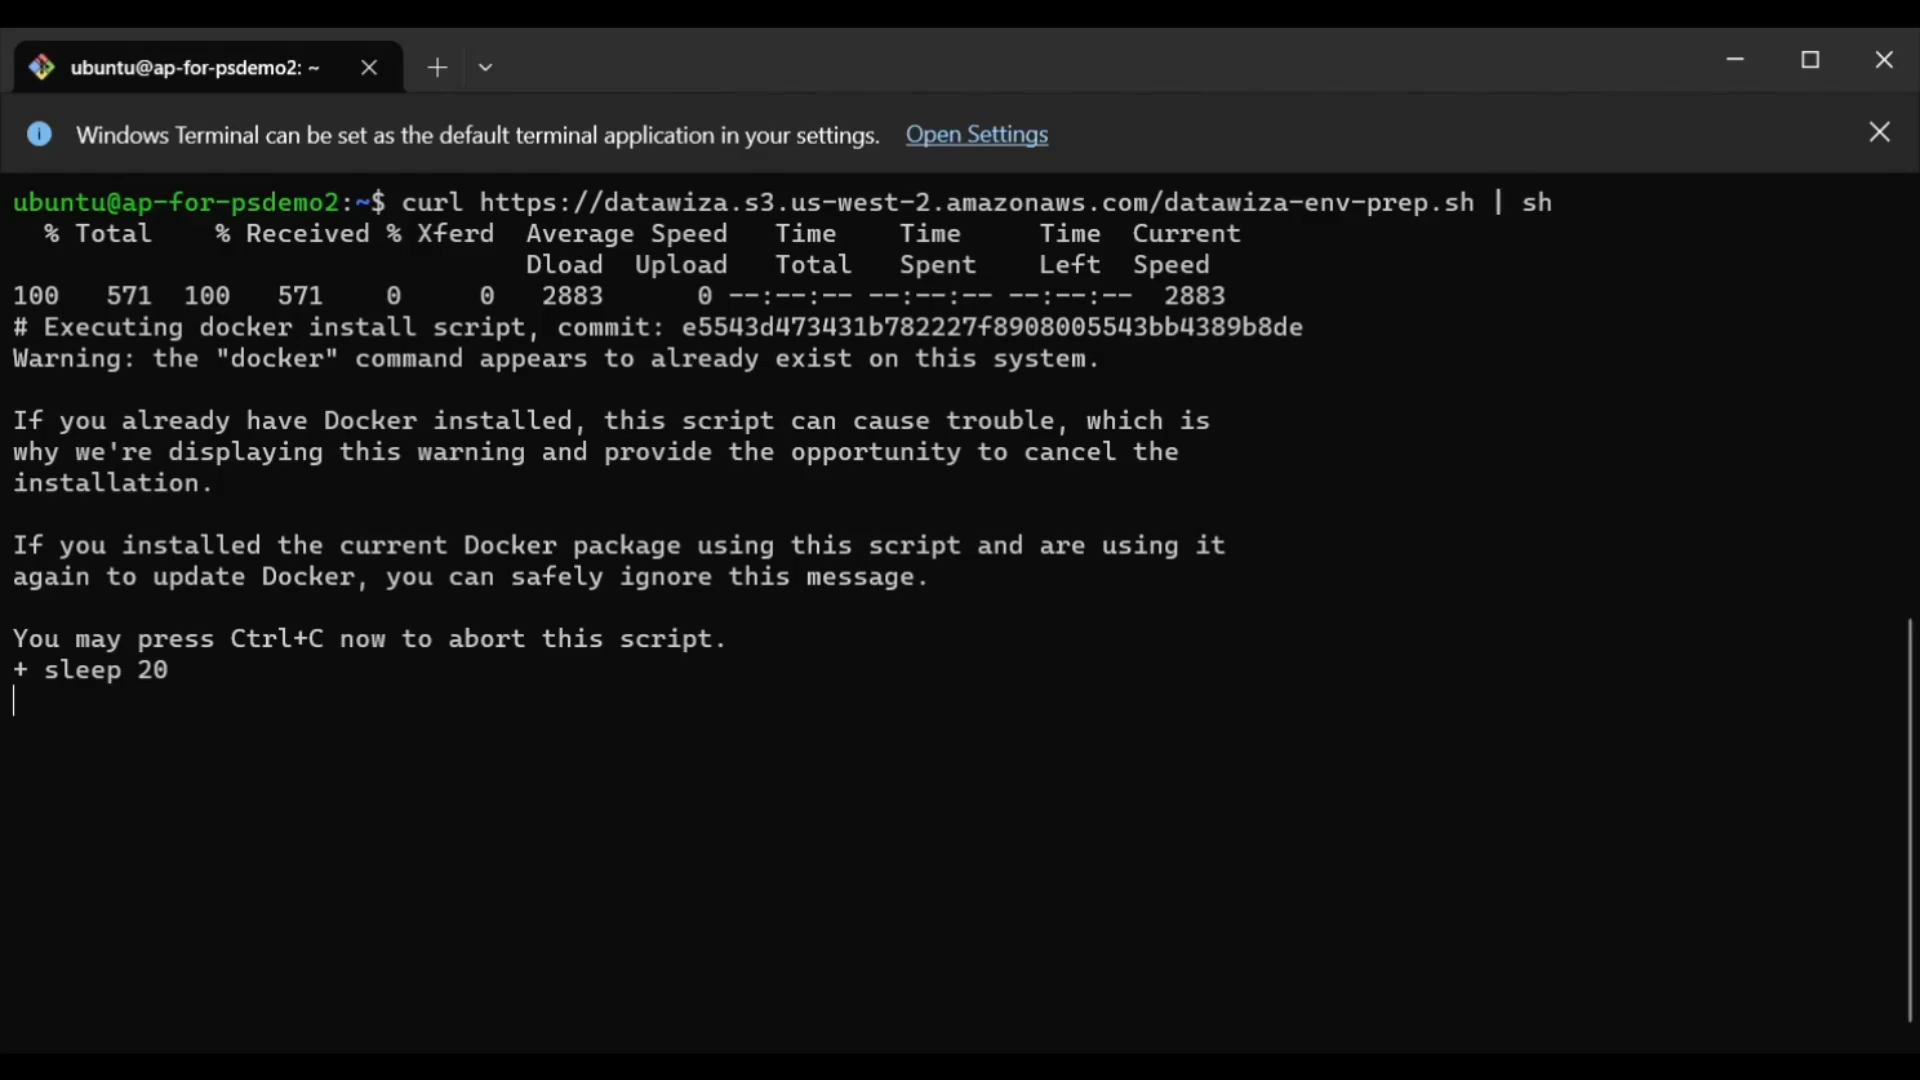 ubuntu@ap-for-psdemo2: ~
Windows Terminal can be set as the default terminal application in your settings. Open Settings
ubuntu@ap-for-psdemo2:~$ curl https://datawiza.s3.us-west-2.amazonaws.com/datawiza-env-prep.sh | sh
% Total % Received % Xferd Average Speed Time Time Time Current
Dload Upload Total Spent Left Speed
100 571 100 571 0 0 2883 0 --:--:-- --:--:-- --:--:-- 2883
# Executing docker install script, commit: e5543d473431b782227f8908005543bb4389b8de
Warning: the "docker" command appears to already exist on this system.
If you already have Docker installed, this script can cause trouble, which is
why we're displaying this warning and provide the opportunity to cancel the
installation.
If you installed the current Docker package using this script and are using it
again to update Docker, you can safely ignore this message.
You may press Ctrl+C now to abort this script.
+ sleep 20